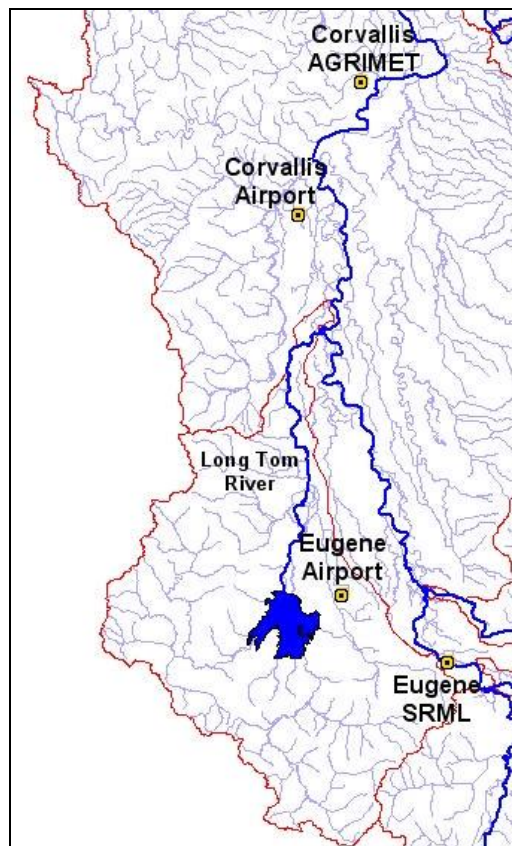 Corvallis
AGRIMET
Corvallis
Airport
Long Tom
River
Eugene
Airport
Eugene
SRML